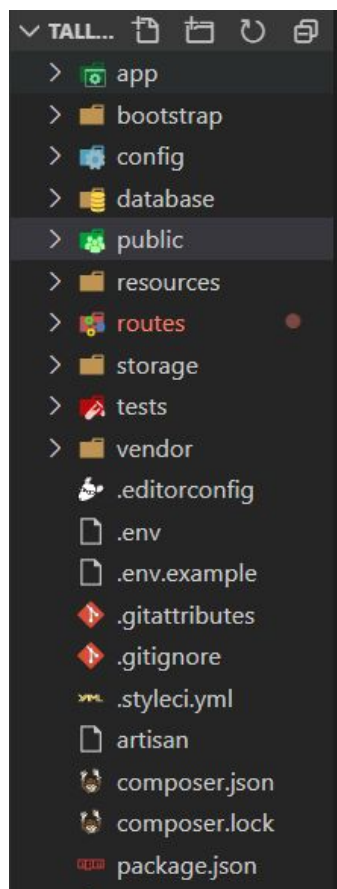 TALL...
app
bootstrap
config
database
public
resources
routes
storage
tests
vendor
.editorconfig
.env
.env.example
.gitattributes
.gitignore
.styleci.yml
artisan
composer.json
composer.lock
package.json